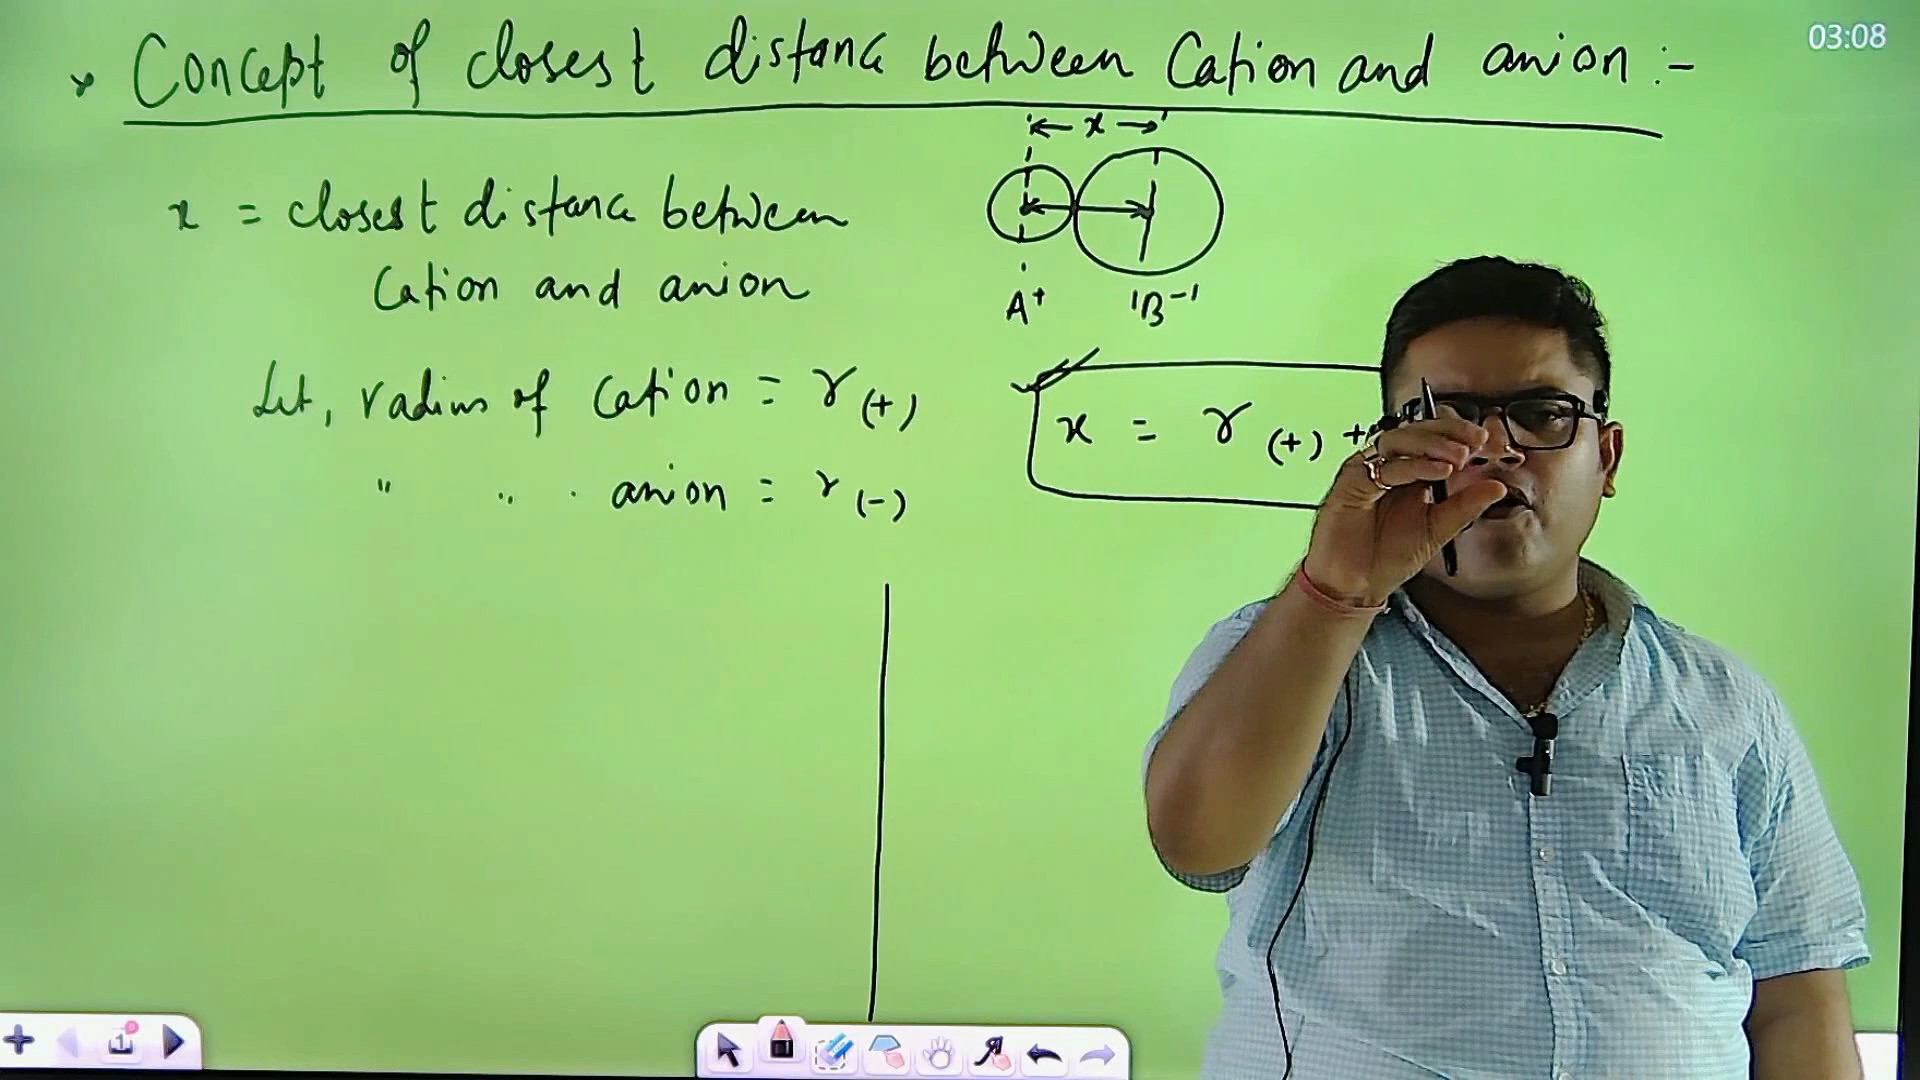 * Concept of closest distance between Cation and anion :-
03:08
x = closest distance between
Cation and anion
← x →
A+ B-
Let, radius of cation = r(+)
" " anion = r(-)
x = r(+) +
1